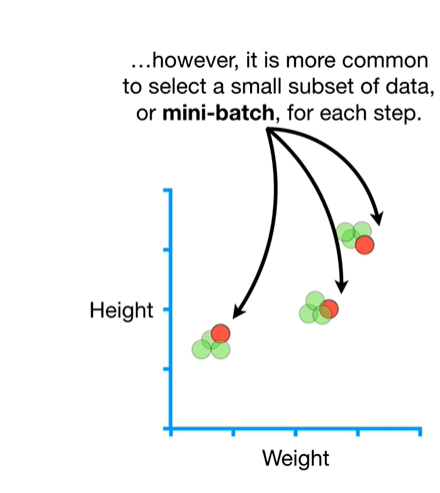 ...however, it is more common
to select a small subset of data,
or mini-batch, for each step.
Height
Weight